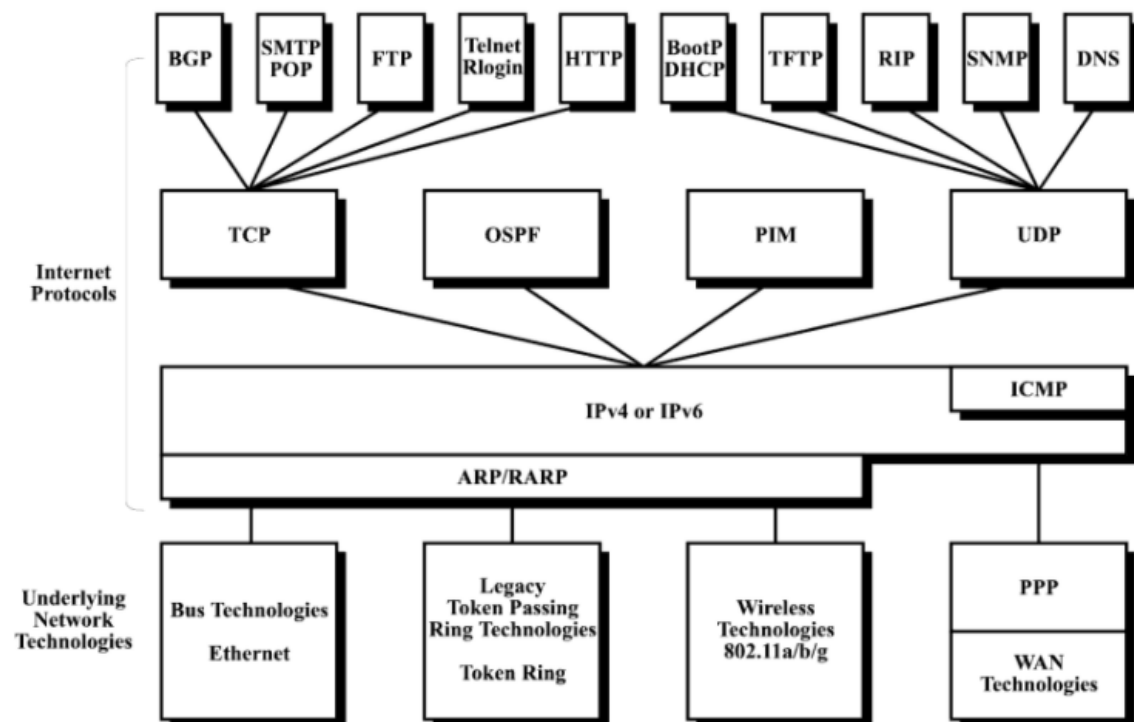 BGP
SMTP
POP
FTP
Telnet
Rlogin
HTTP
BootP
DHCP
TFTP
RIP
SNMP
DNS
TCP
OSPF
PIM
UDP
Internet
Protocols
IPv4 or IPv6
ICMP
ARP/RARP
Underlying
Network
Technologies
Bus Technologies
Ethernet
Legacy
Token Passing
Ring Technologies
Token Ring
Wireless
Technologies
802.11a/b/g
PPP
WAN
Technologies